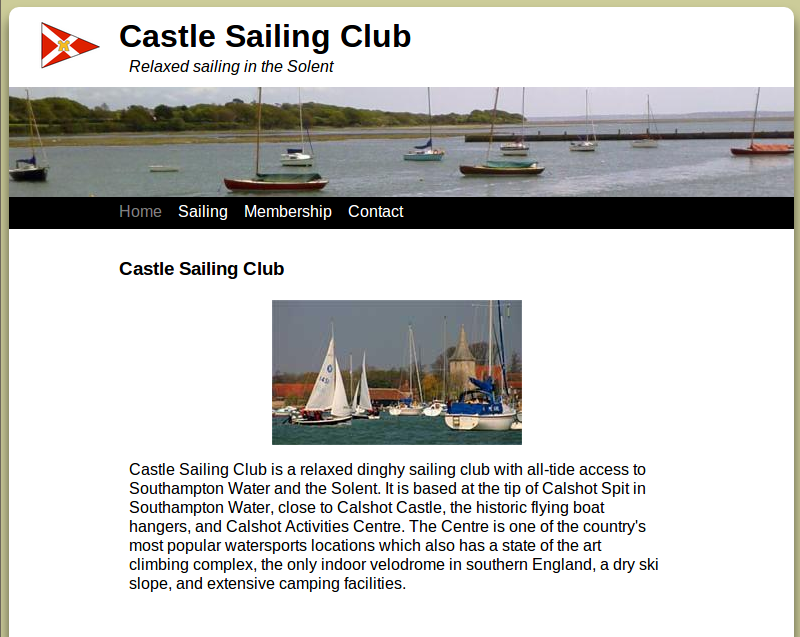 Castle Sailing Club
Relaxed sailing in the Solent
Home Sailing Membership Contact
Castle Sailing Club
Castle Sailing Club is a relaxed dinghy sailing club with all-tide access to
Southampton Water and the Solent. It is based at the tip of Calshot Spit in
Southampton Water, close to Calshot Castle, the historic flying boat
hangers, and Calshot Activities Centre. The Centre is one of the country's
most popular watersports locations which also has a state of the art
climbing complex, the only indoor velodrome in southern England, a dry ski
slope, and extensive camping facilities.